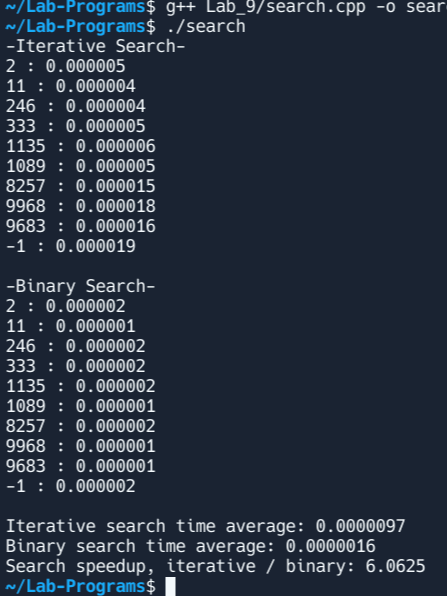 ~/Lab-Programs$ g++ Lab_9/search.cpp -o sear
~/Lab-Programs$ ./search
-Iterative Search-
2 : 0.000005
11 : 0.000004
246 : 0.000004
333 : 0.000005
1135 : 0.000006
1089 : 0.000005
8257 : 0.000015
9968 : 0.000018
9683 : 0.000016
-1 : 0.000019
-Binary Search-
2 : 0.000002
11 : 0.000001
246 : 0.000002
333 : 0.000002
1135 : 0.000002
1089 : 0.000001
8257 : 0.000002
9968 : 0.000001
9683 : 0.000001
-1 : 0.000002
Iterative search time average: 0.0000097
Binary search time average: 0.0000016
Search speedup, iterative / binary: 6.0625
~/Lab-Programs$